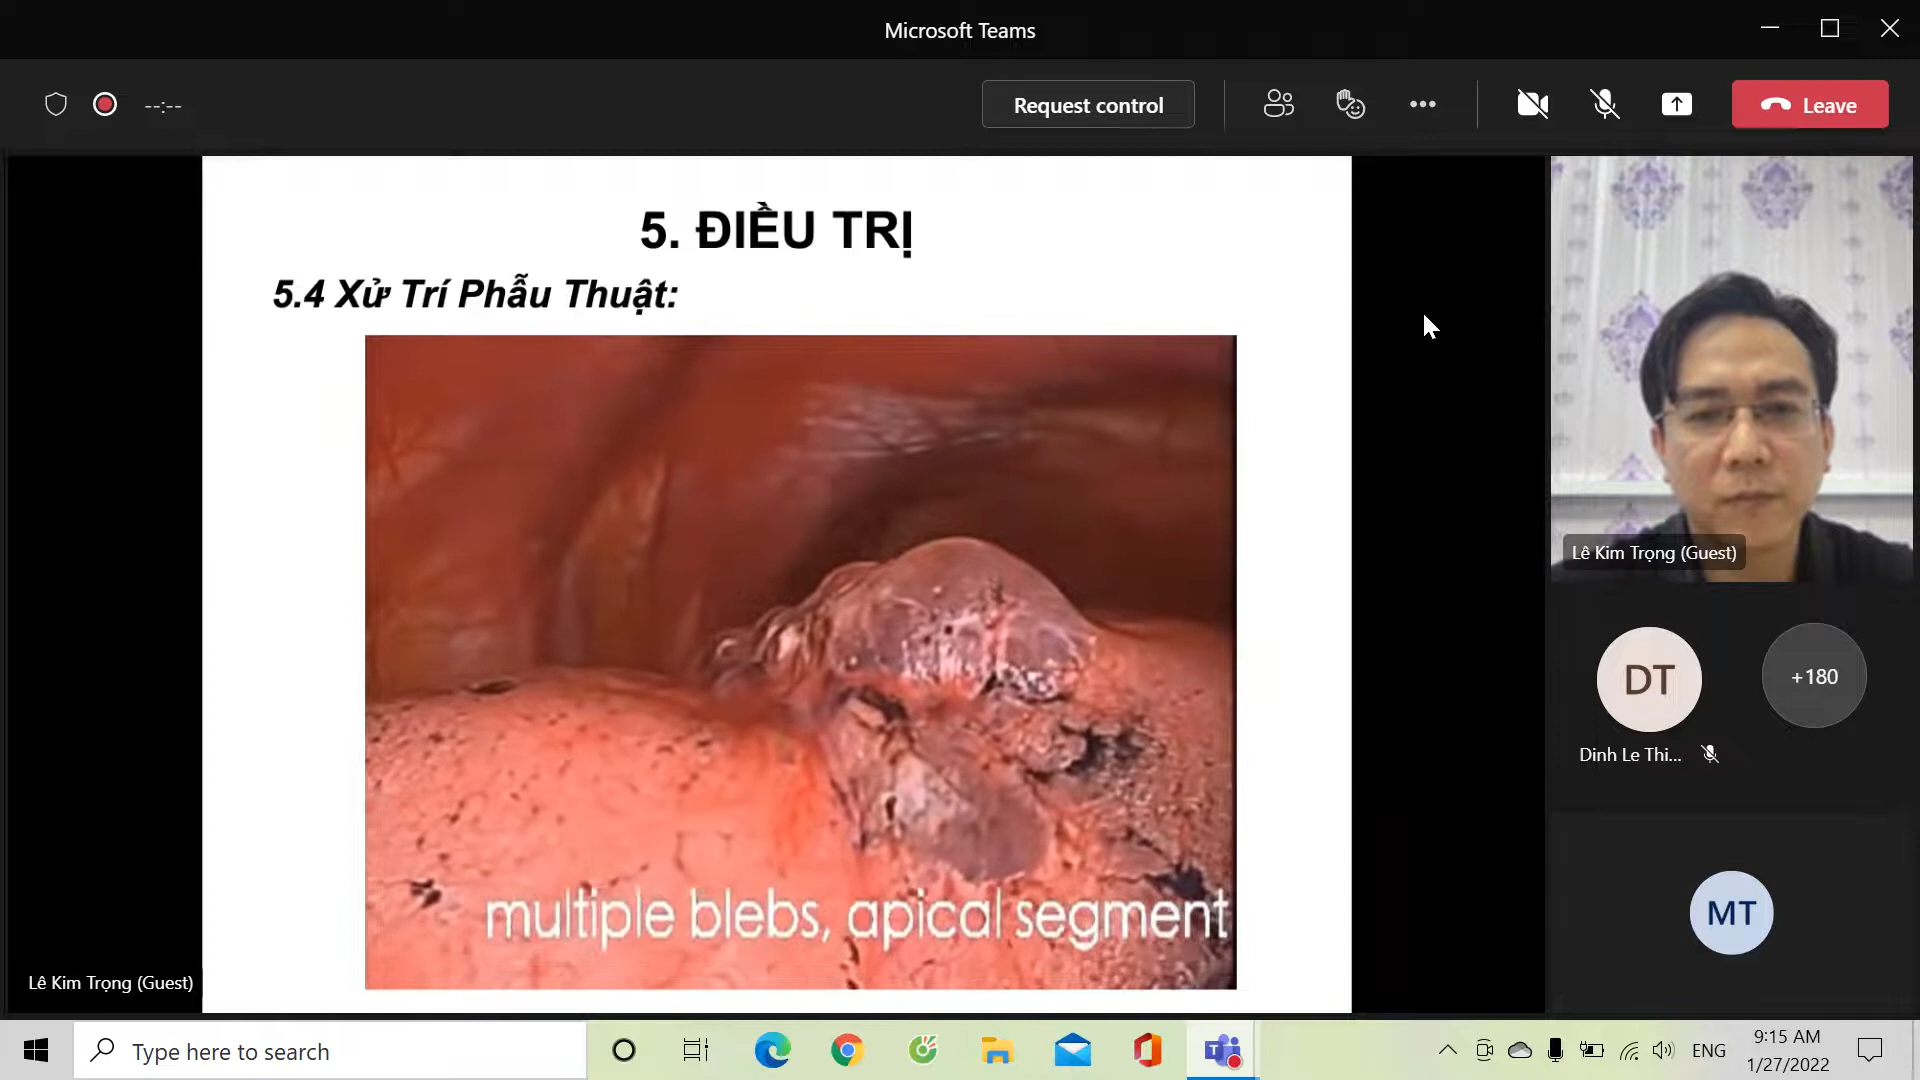 Microsoft Teams
--:--
Request control
Leave
5. ĐIỀU TRỊ
5.4 Xử Trí Phẫu Thuật:
multiple blebs, apical segment
Lê Kim Trọng (Guest)
Lê Kim Trọng (Guest)
DT
+180
Dinh Le Thi...
MT
Type here to search
ENG
9:15 AM
1/27/2022